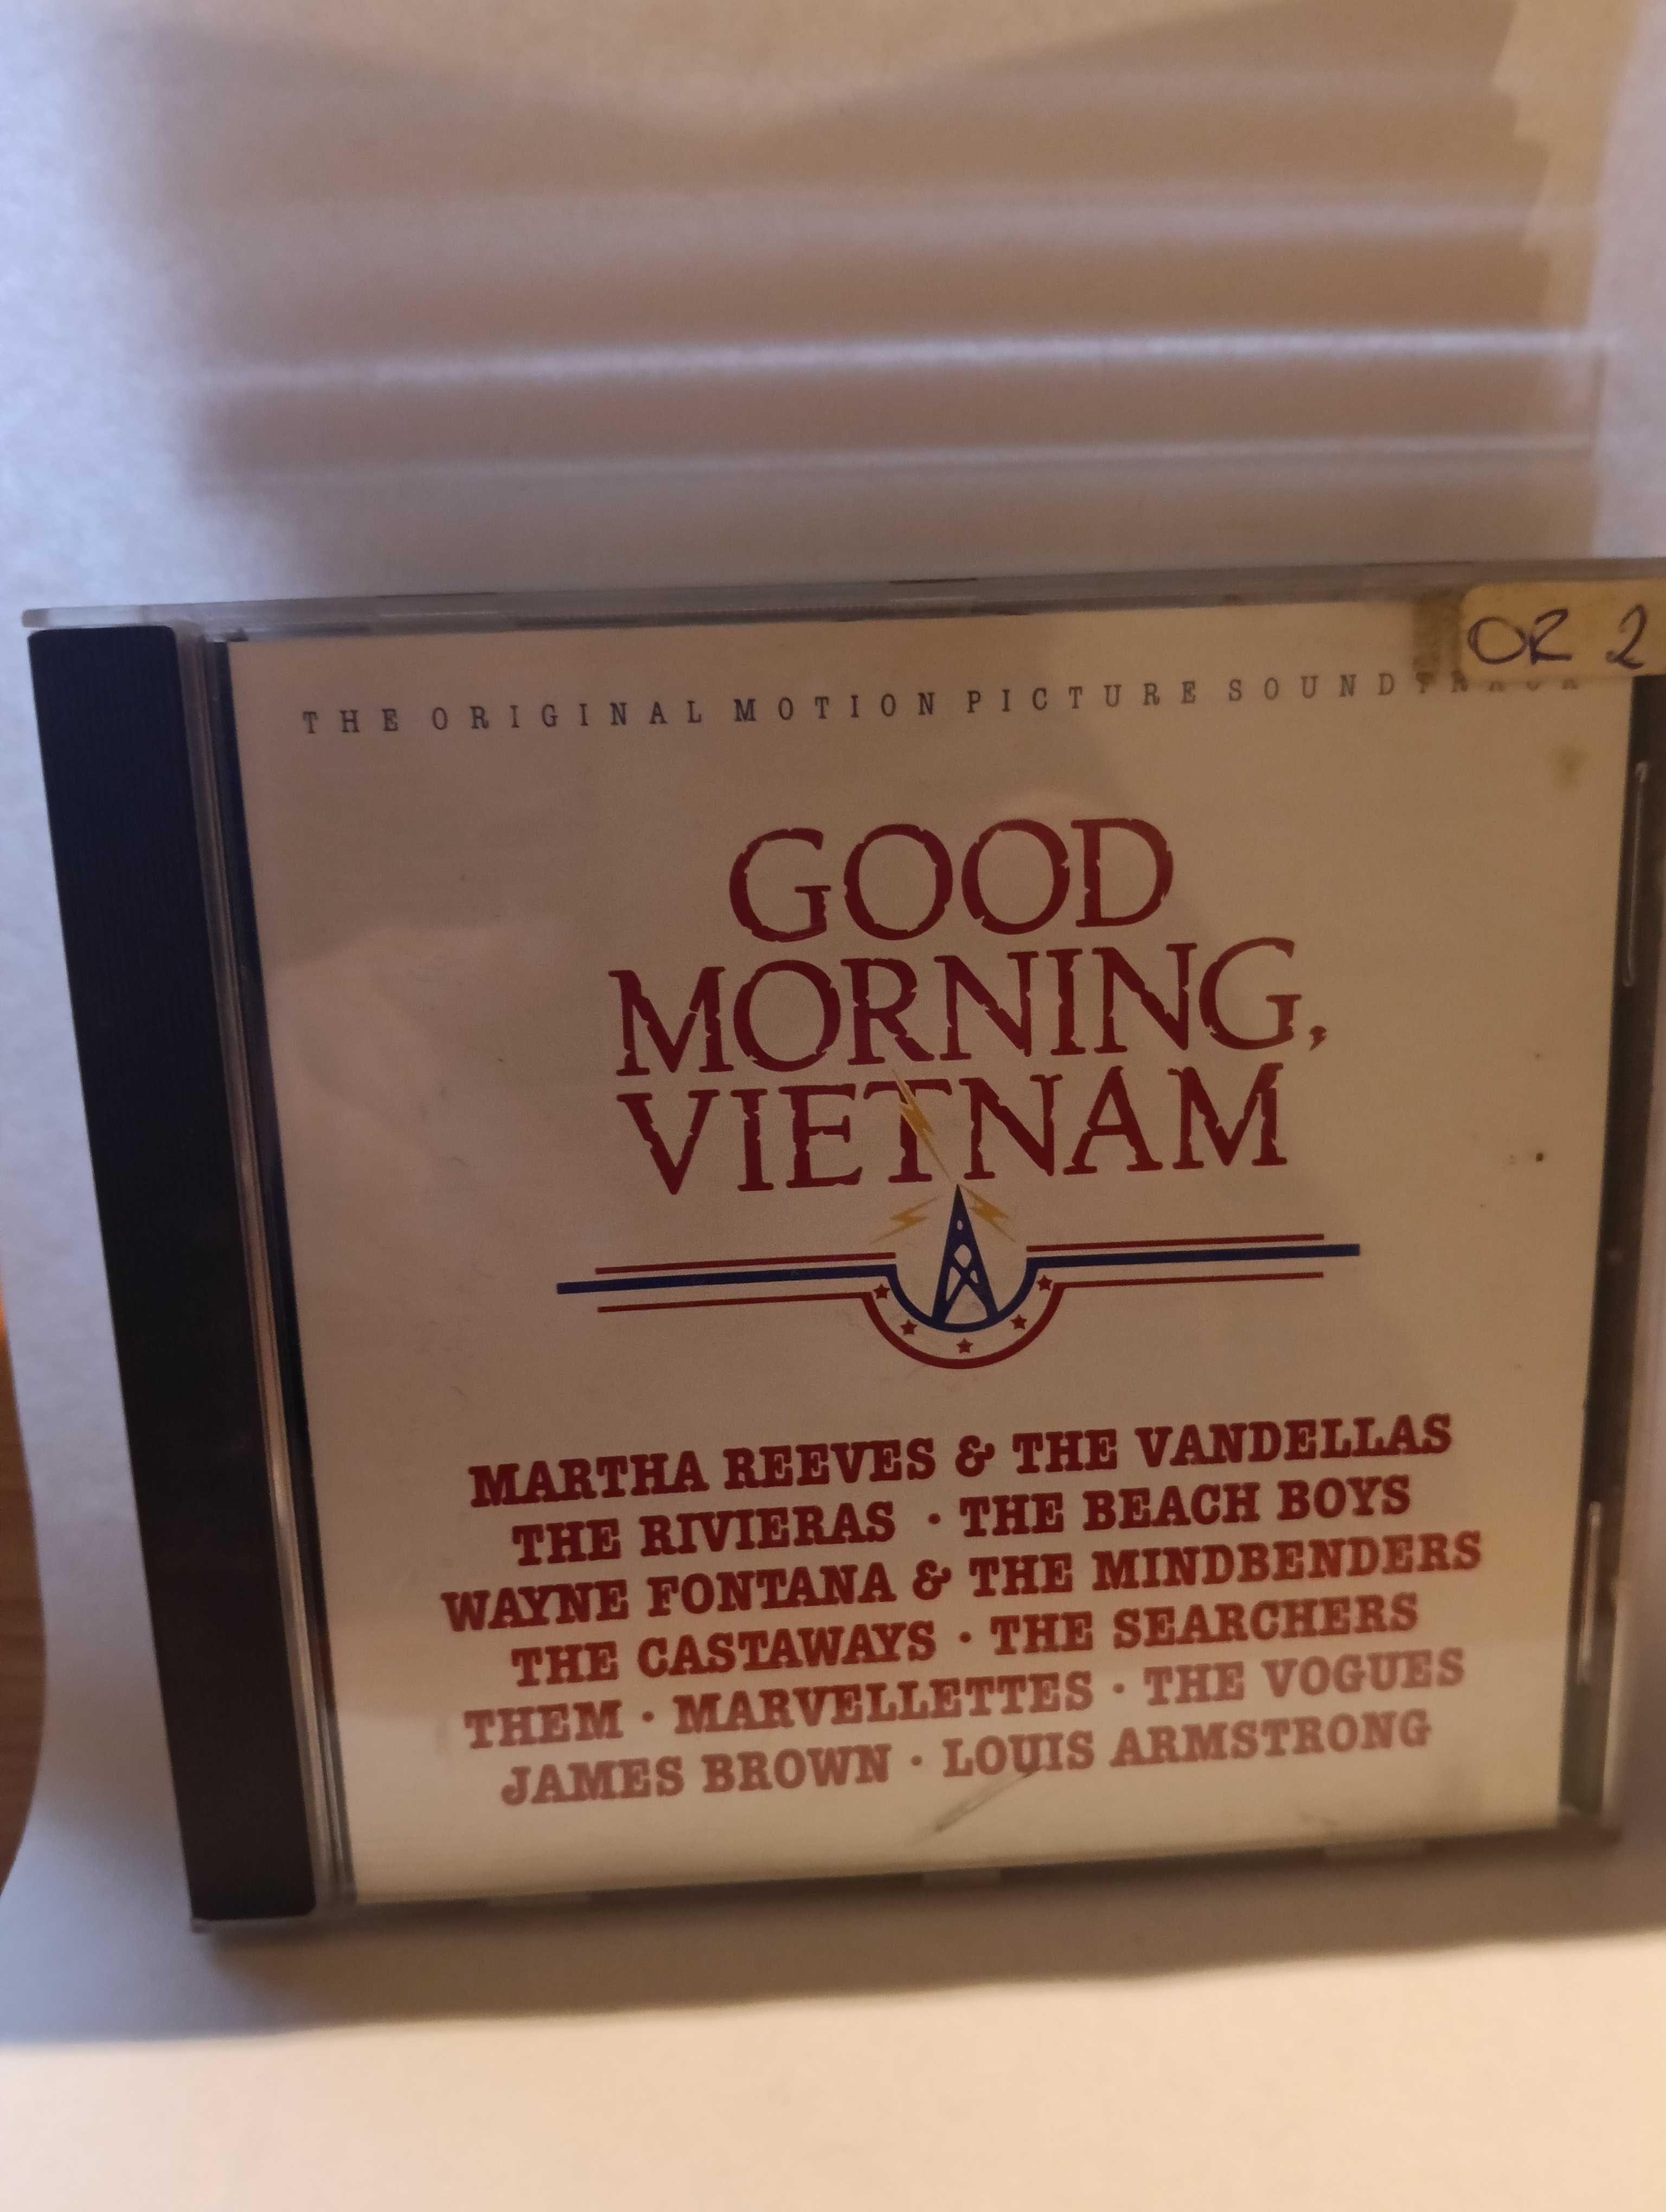 OR 2
THE ORIGINAL MOTION PICTURE SOUNDTRACK
GOOD
MORNING,
VIETNAM
MARTHA REEVES & THE VANDELLAS
THE RIVIERAS · THE BEACH BOYS
WAYNE FONTANA & THE MINDBENDERS
THE CASTAWAYS · THE SEARCHERS
THEM · MARVELLETTES · THE VOGUES
JAMES BROWN · LOUIS ARMSTRONG